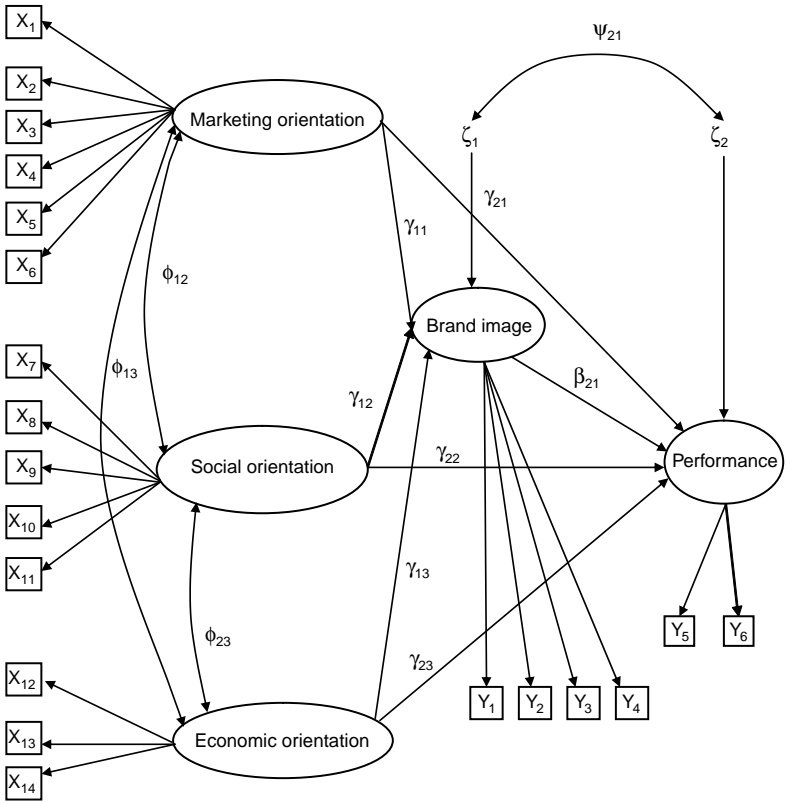 X1
X2
X3
X4
X5
X6
Marketing orientation
ψ21
ζ1
ζ2
γ21
γ11
ϕ12
Brand image
ϕ13
β21
X7
X8
X9
X10
X11
γ12
Social orientation
γ22
Performance
γ13
ϕ23
γ23
Y5
Y6
X12
X13
X14
Economic orientation
Y1
Y2
Y3
Y4